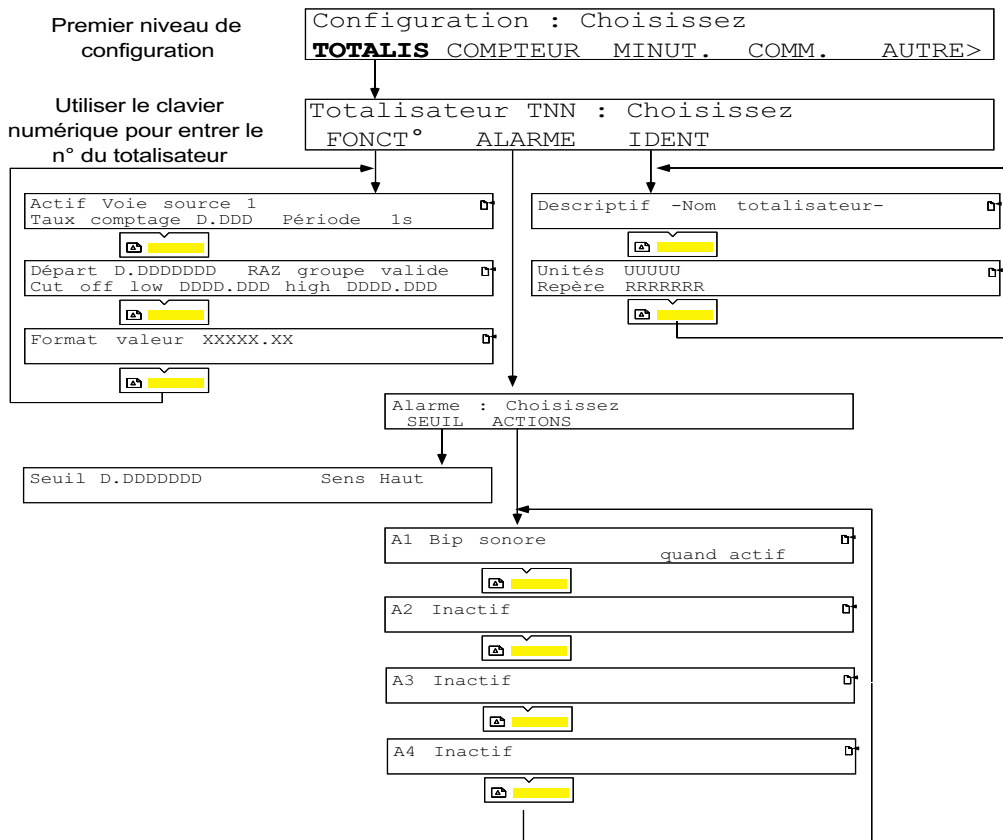 Premier niveau de
configuration
Configuration : Choisissez
TOTALIS COMPTEUR MINUT. COMM. AUTRE>
Utiliser le clavier
numérique pour entrer le
n° du totalisateur
Totalisateur TNN : Choisissez
FONCT° ALARME IDENT
Actif Voie source 1
Taux comptage D.DDD Période 1s
Départ D.DDDDDDD RAZ groupe valide
Cut off low DDDD.DDD high DDDD.DDD
Format valeur XXXXX.XX
Descriptif -Nom totalisateur-
Unités UUUUU
Repère RRRRRRR
Alarme : Choisissez
SEUIL ACTIONS
Seuil D.DDDDDDD Sens Haut
A1 Bip sonore
quand actif
A2 Inactif
A3 Inactif
A4 Inactif